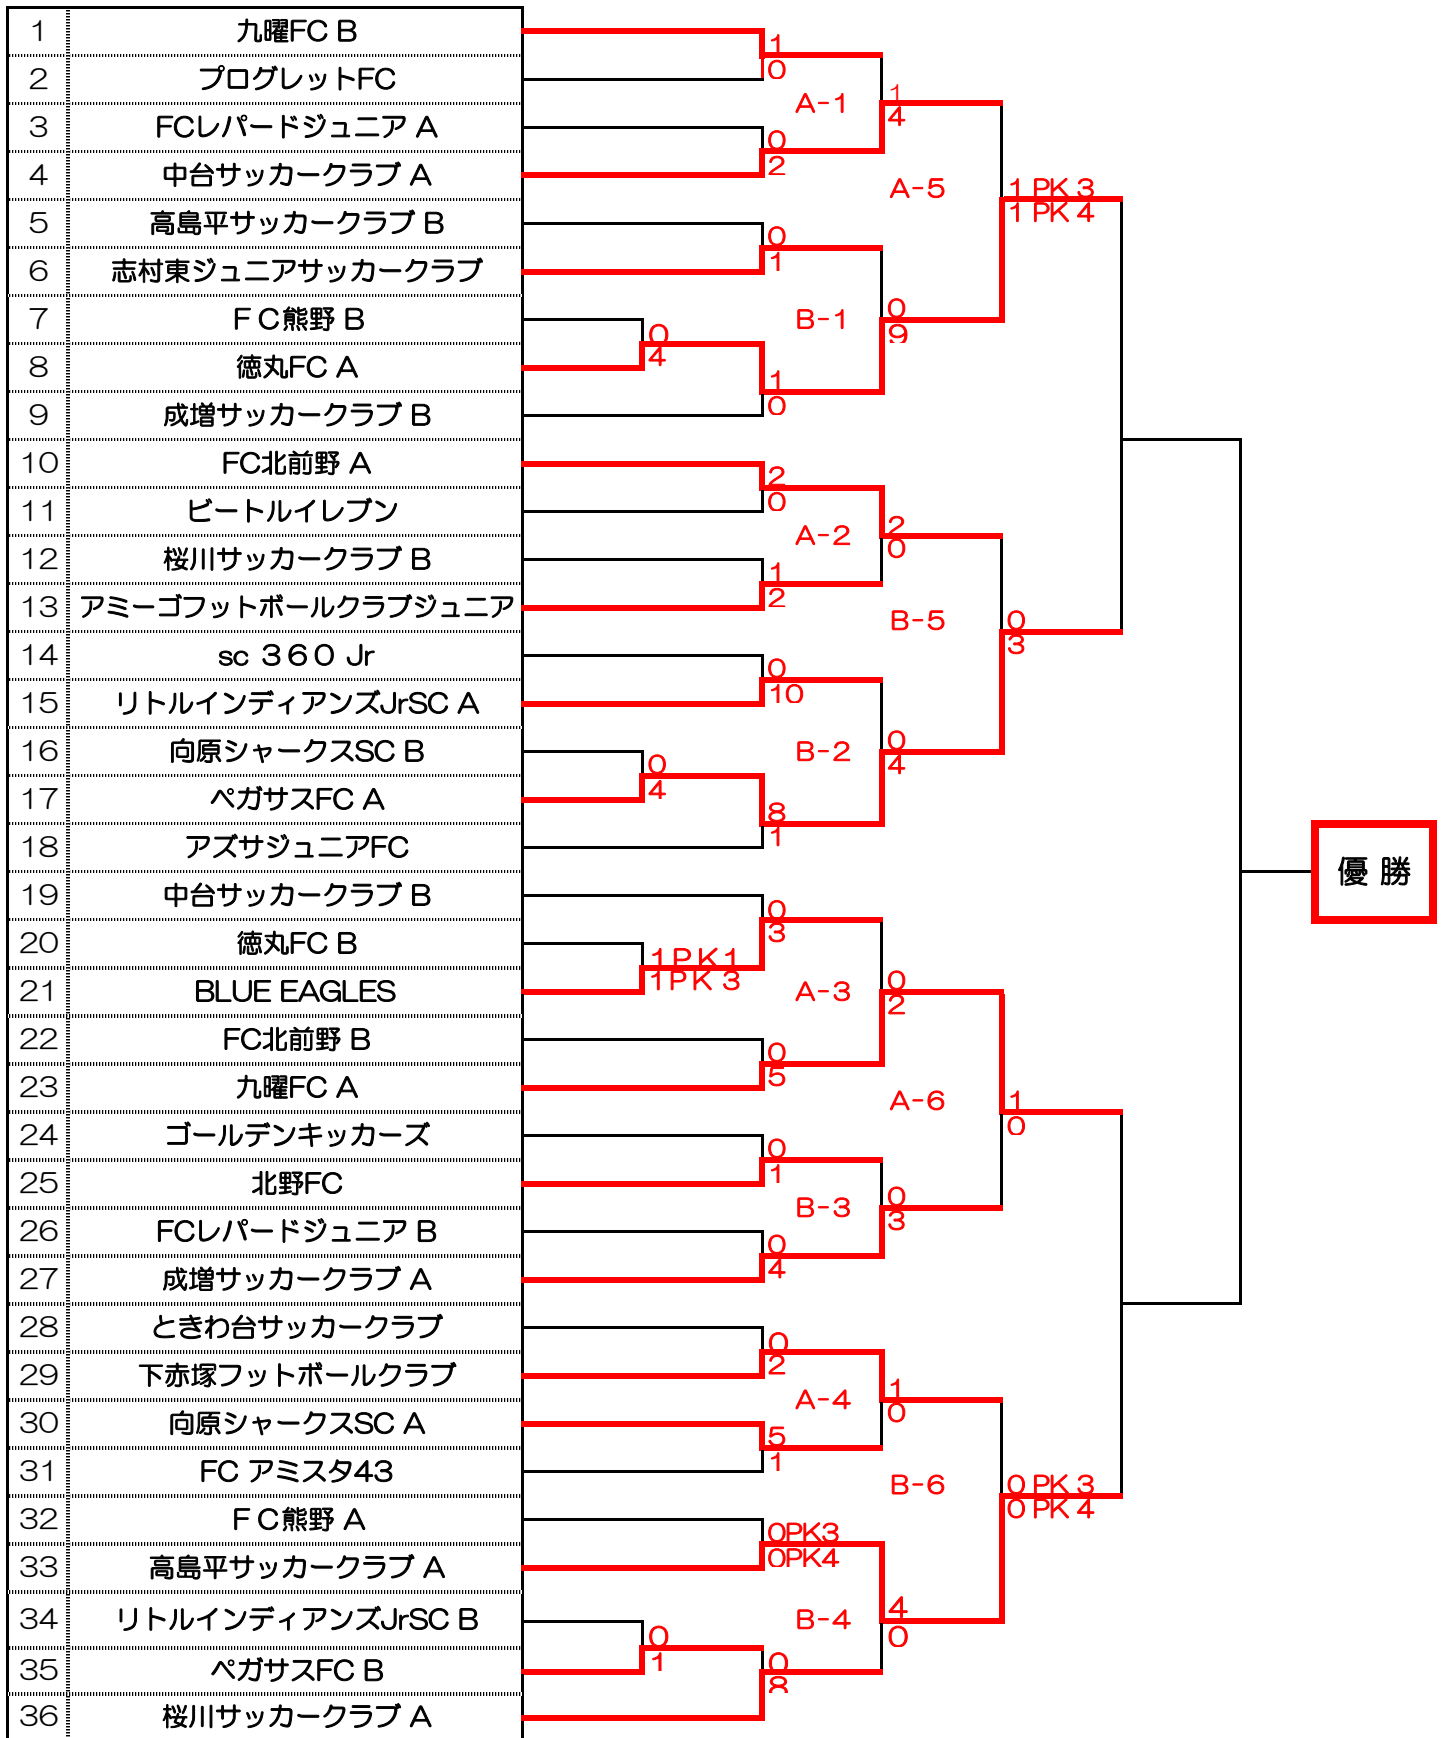 1 九曜FC B
2 プログレットFC
3 FCレパードジュニア A
4 中台サッカークラブ A
5 高島平サッカークラブ B
6 志村東ジュニアサッカークラブ
7 ＦＣ熊野 B
8 徳丸FC A
9 成増サッカークラブ B
10 FC北前野 A
11 ビートルイレブン
12 桜川サッカークラブ B
13 アミーゴフットボールクラブジュニア
14 sc ３６０ Jr
15 リトルインディアンズJrSC A
16 向原シャークスSC B
17 ペガサスFC A
18 アズサジュニアFC
19 中台サッカークラブ B
20 徳丸FC B
21 BLUE EAGLES
22 FC北前野 B
23 九曜FC A
24 ゴールデンキッカーズ
25 北野FC
26 FCレパードジュニア B
27 成増サッカークラブ A
28 ときわ台サッカークラブ
29 下赤塚フットボールクラブ
30 向原シャークスSC A
31 FC アミスタ43
32 ＦＣ熊野 A
33 高島平サッカークラブ A
34 リトルインディアンズJrSC B
35 ペガサスFC B
36 桜川サッカークラブ A
0
4
0
4
1PK1
1PK3
0
1
1
0
0
2
0
1
1
0
2
0
1
2
0
10
8
1
0
3
0
5
0
1
0
4
0
2
5
1
0PK3
0PK4
0
8
A-1
B-1
A-2
B-2
A-3
B-3
A-4
B-4
1
4
0
9
2
0
0
4
0
2
0
3
1
0
4
0
A-5
B-5
A-6
B-6
1 PK 3
1 PK 4
0
3
1
0
0 PK 3
0 PK 4
優 勝